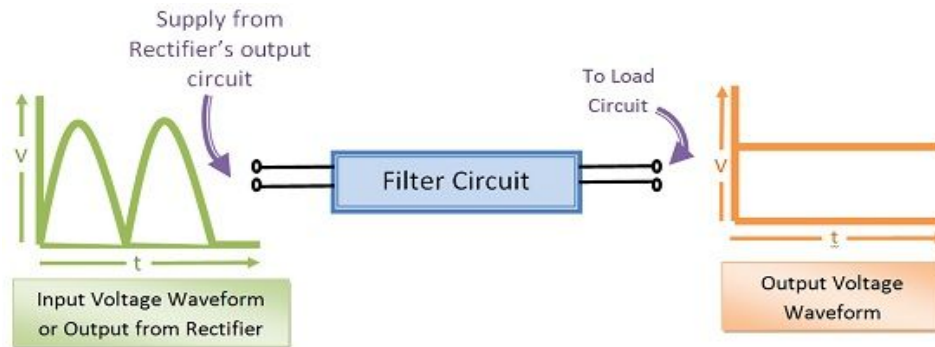 Supply from
Rectifier's output
circuit
To Load
Circuit
V
t
Filter Circuit
V
t
Input Voltage Waveform
or Output from Rectifier
Output Voltage
Waveform